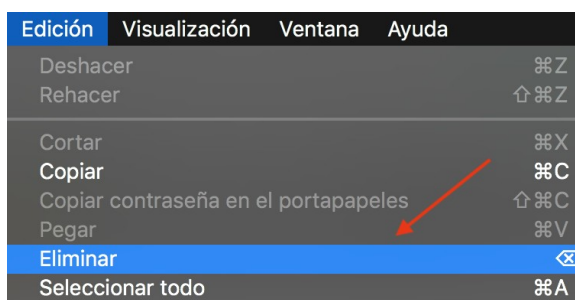 Edición Visualización Ventana Ayuda
Deshacer ⌘Z
Rehacer ⇧⌘Z
Cortar ⌘X
Copiar ⌘C
Copiar contraseña en el portapapeles ⇧⌘C
Pegar ⌘V
Eliminar ⌫
Seleccionar todo ⌘A